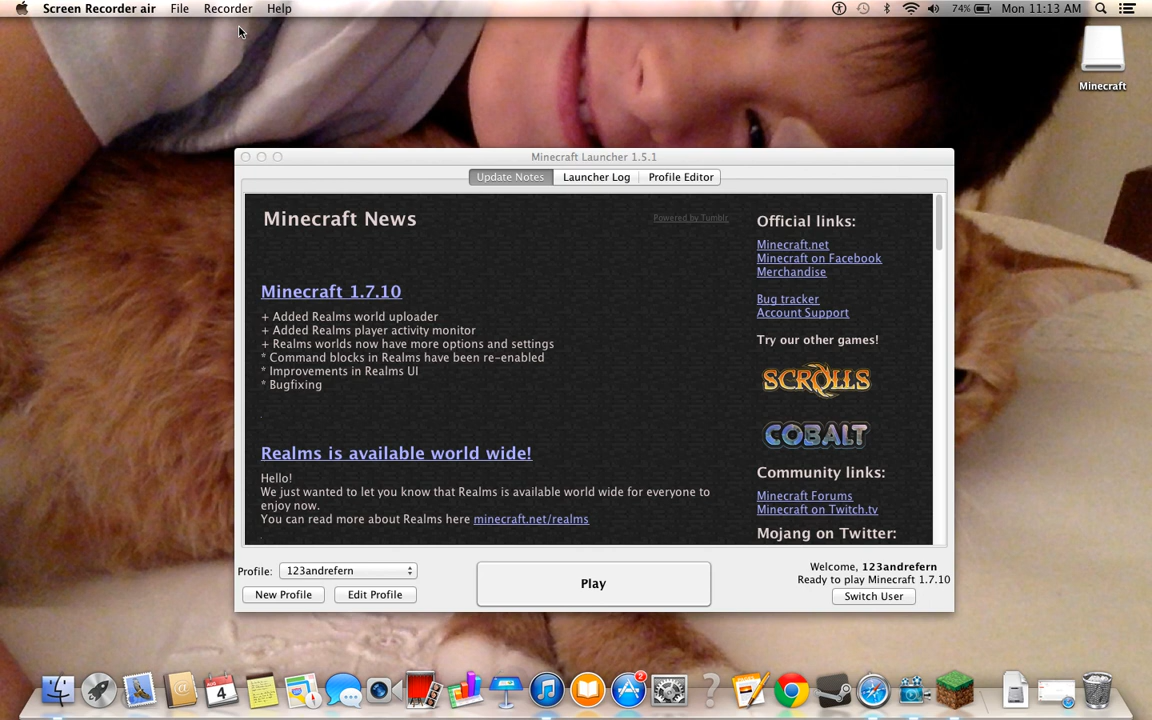 Screen Recorder air File Recorder Help 74% Mon 11:13 AM
Minecraft
Minecraft Launcher 1.5.1
Update Notes Launcher Log Profile Editor
Minecraft News
Powered by Tumblr
Minecraft 1.7.10
+ Added Realms world uploader
+ Added Realms player activity monitor
+ Realms worlds now have more options and settings
* Command blocks in Realms have been re-enabled
* Improvements in Realms UI
* Bugfixing
Realms is available world wide!
Hello!
We just wanted to let you know that Realms is available world wide for everyone to
enjoy now.
You can read more about Realms here minecraft.net/realms
Official links:
Minecraft.net
Minecraft on Facebook
Merchandise
Bug tracker
Account Support
Try our other games!
SCROLLS
COBALT
Community links:
Minecraft Forums
Minecraft on Twitch.tv
Mojang on Twitter:
Profile: 123andrefern
New Profile Edit Profile
Play
Welcome, 123andrefern
Ready to play Minecraft 1.7.10
Switch User
4
2